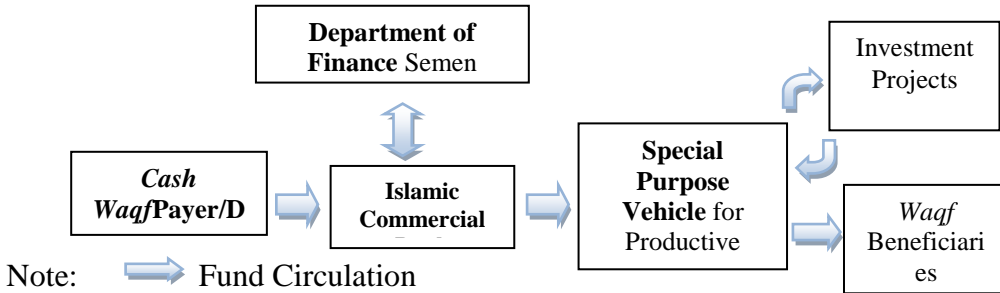 Department of
Finance Semen
Investment
Projects
Cash
WaqfPayer/D
Islamic
Commercial
Special
Purpose
Vehicle for
Productive
Waqf
Beneficiari
es
Note:
Fund Circulation